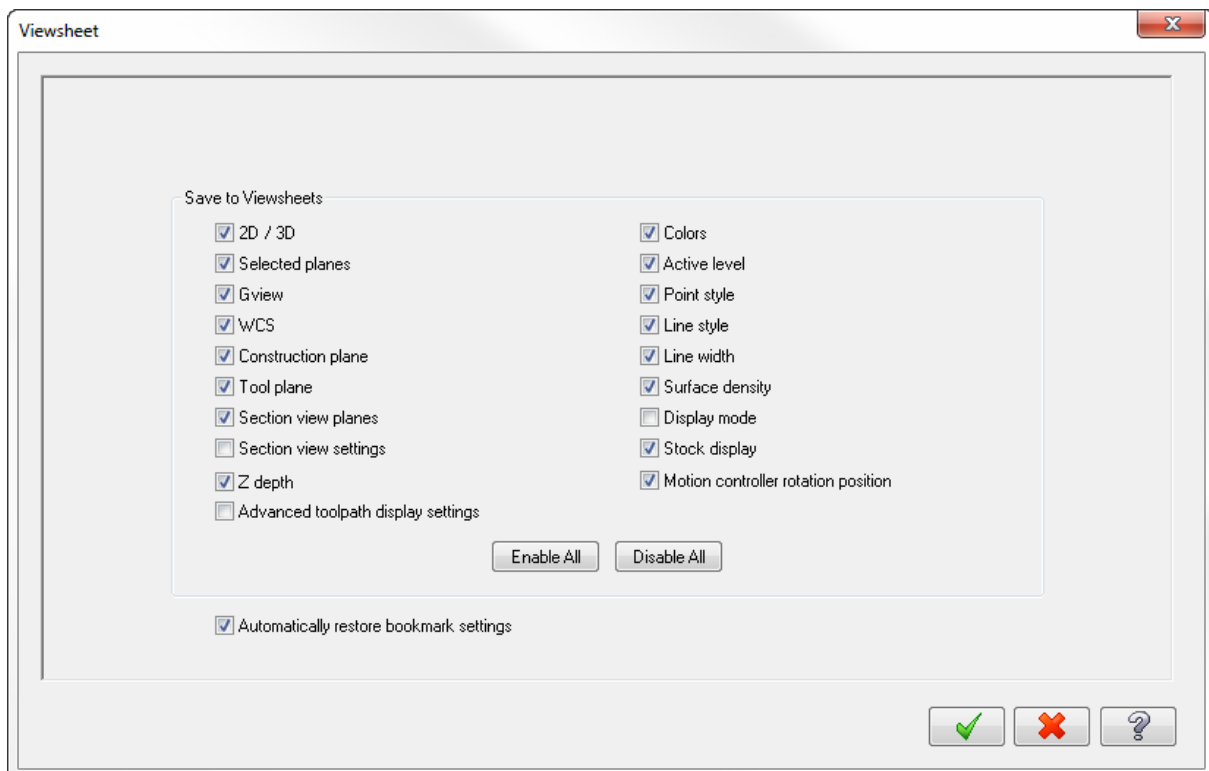 Viewsheet
Save to Viewsheets
2D / 3D
Selected planes
Gview
WCS
Construction plane
Tool plane
Section view planes
Section view settings
Z depth
Advanced toolpath display settings
Colors
Active level
Point style
Line style
Line width
Surface density
Display mode
Stock display
Motion controller rotation position
Enable All
Disable All
Automatically restore bookmark settings